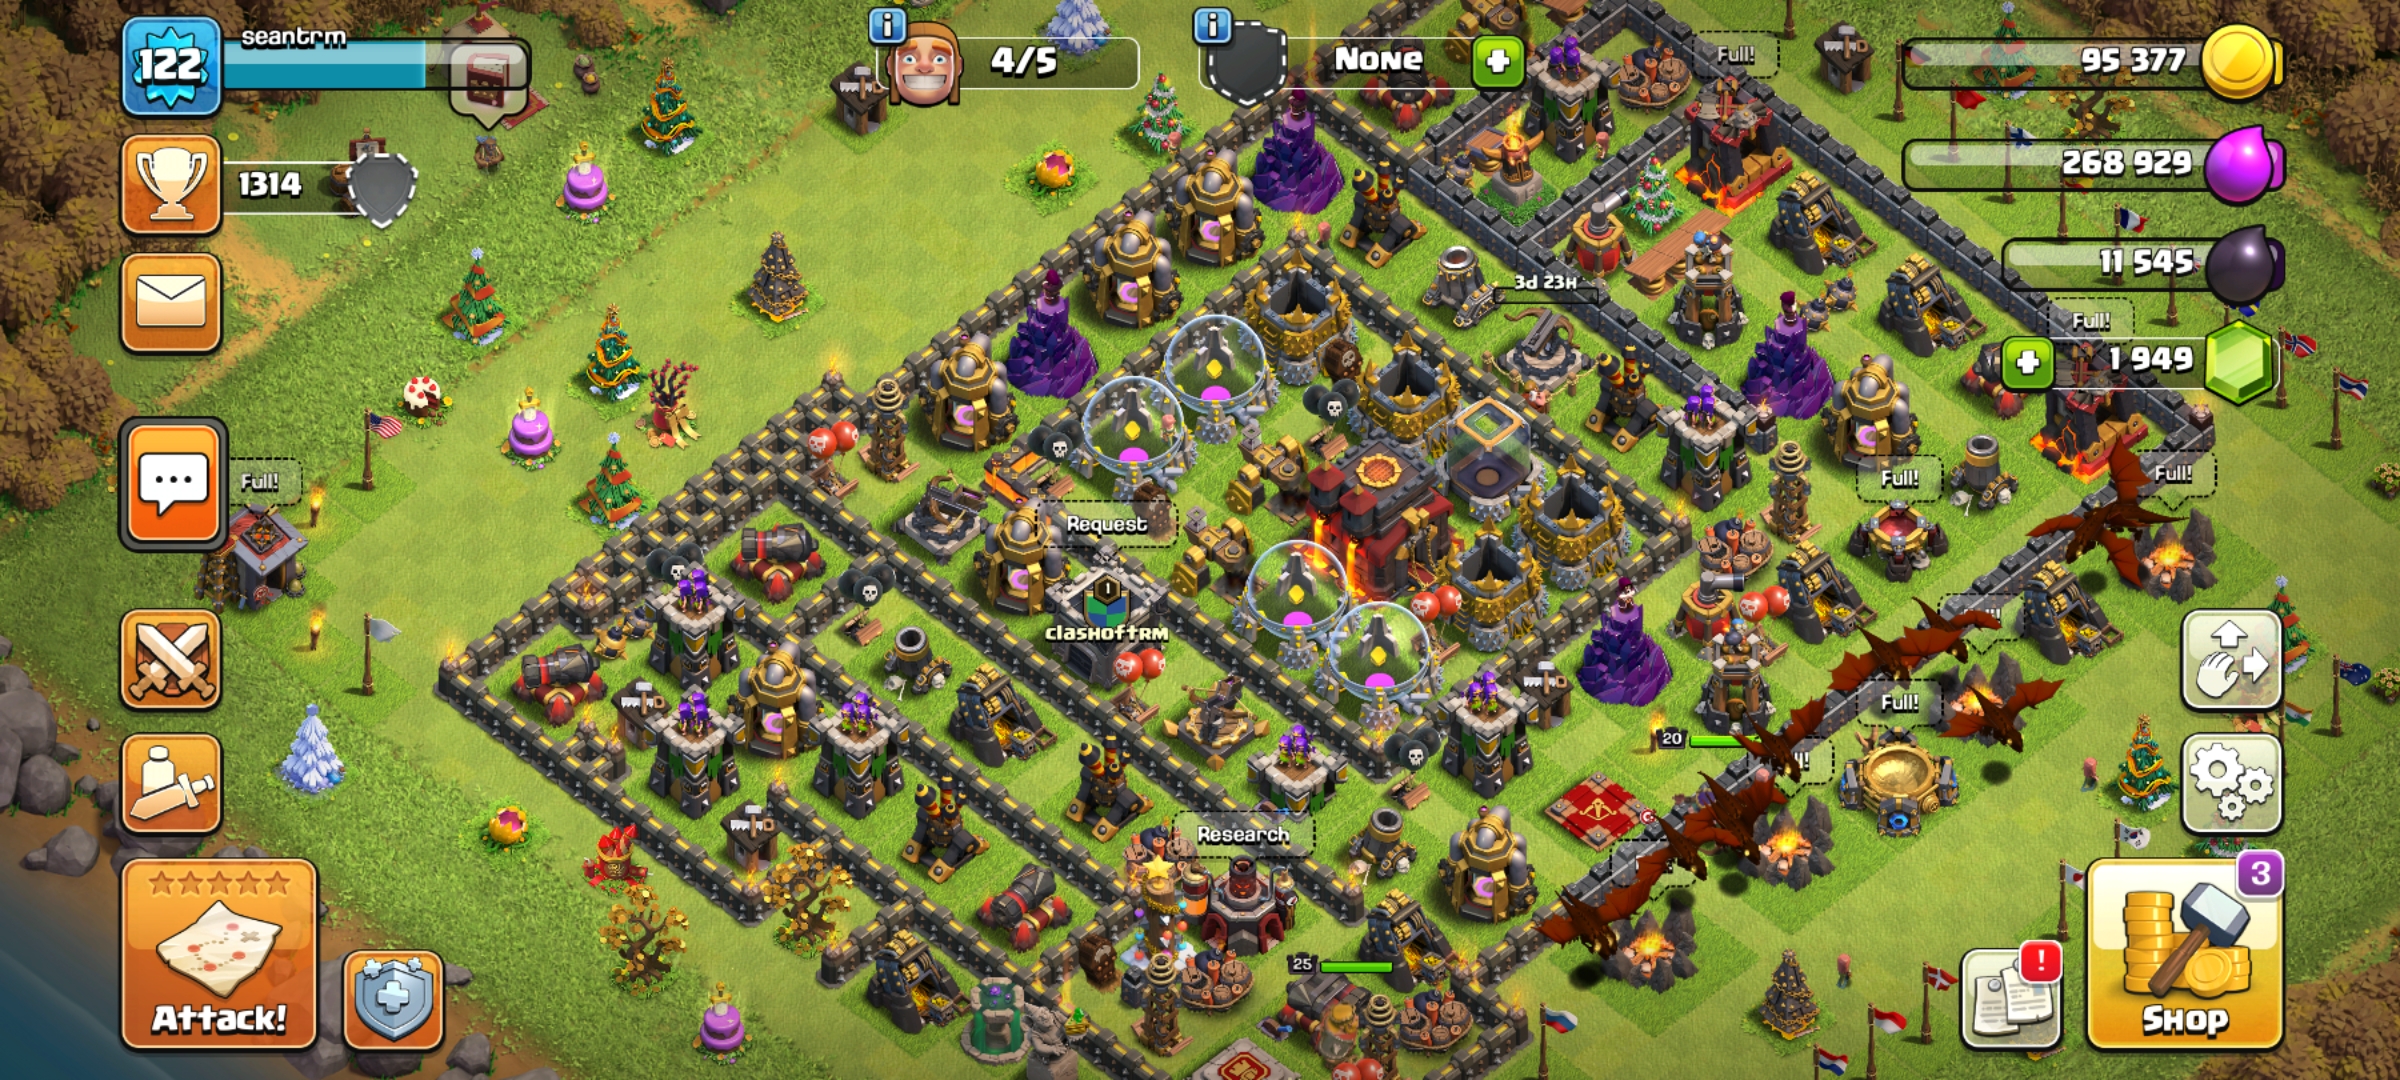 122
seantrm
4/5
None
Full!
95 377
1314
268 929
11 545
3d 23H
Full!
1 949
Full!
Full!
Full!
Request
clashoftrm
Full!
20
Research
3
25
Attack!
!
Shop